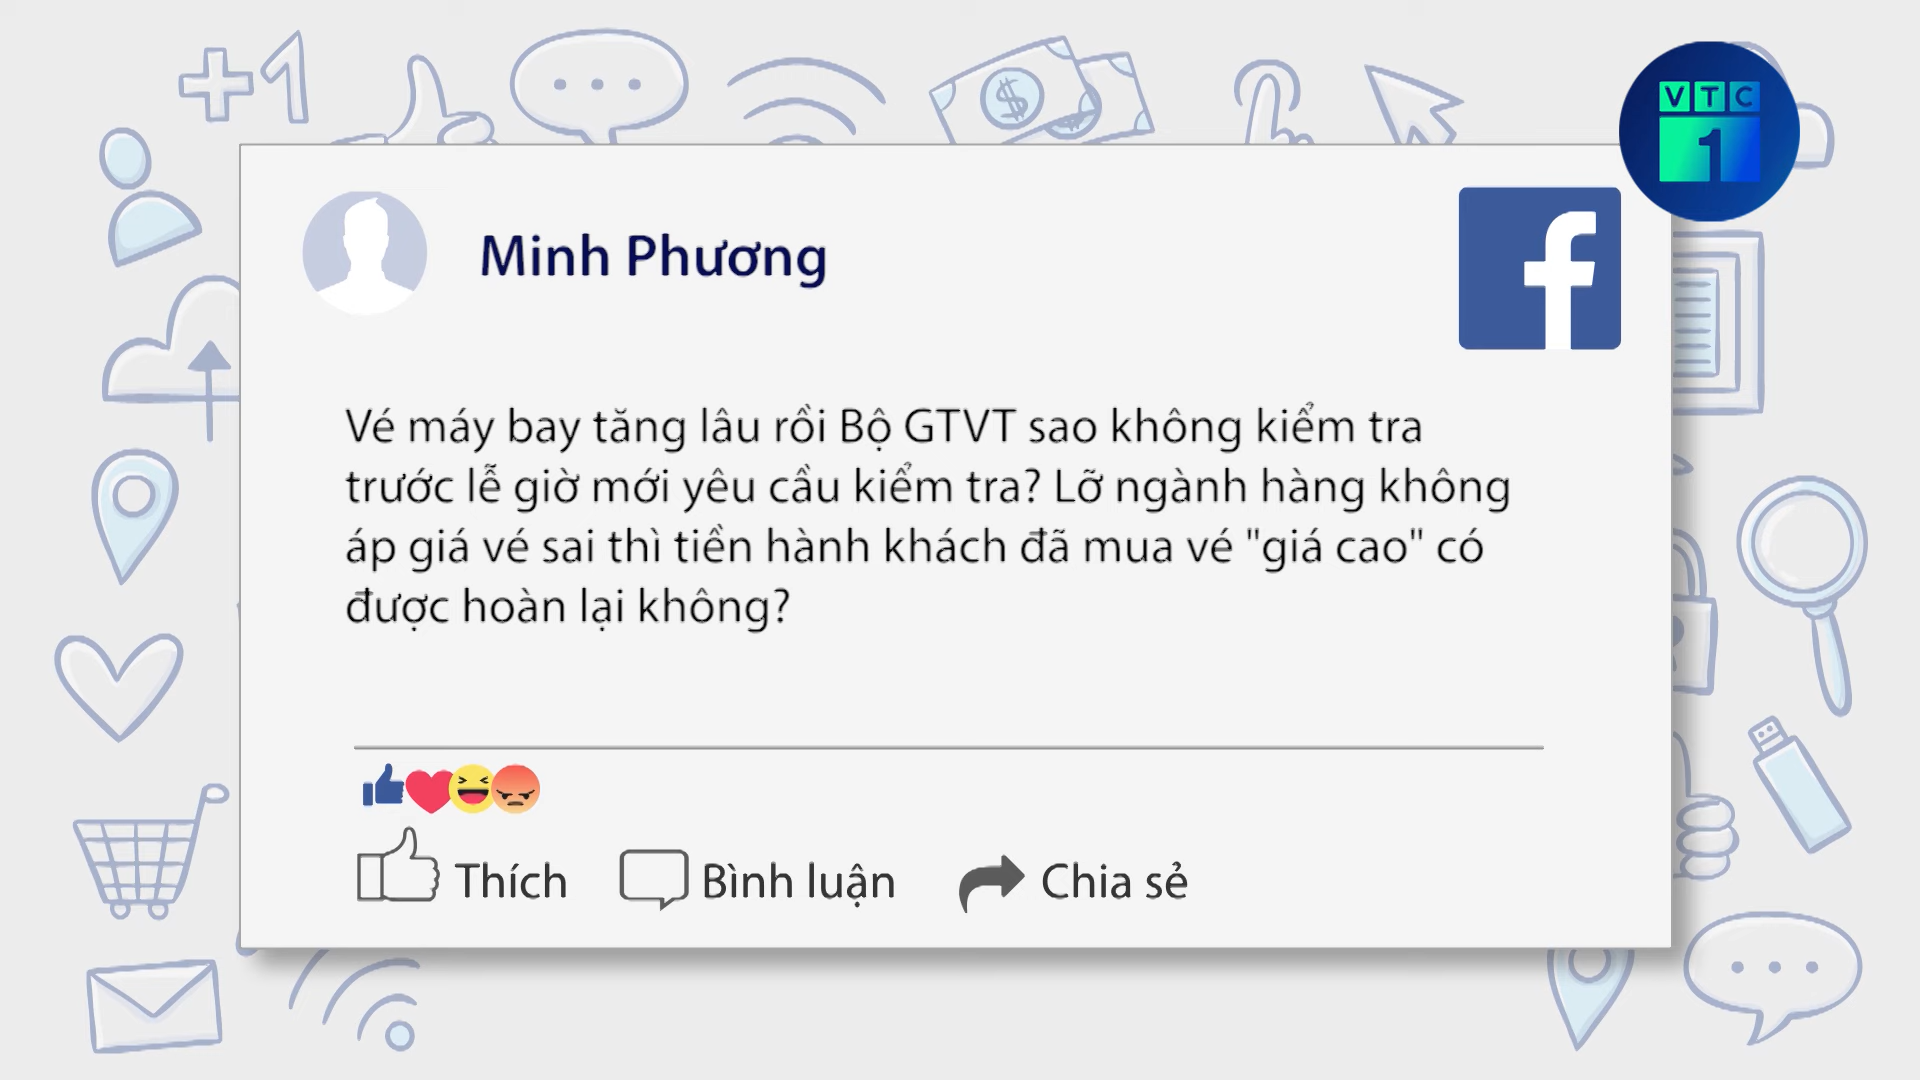 +1
VTC
1
Minh Phương
f
Vé máy bay tăng lâu rồi Bộ GTVT sao không kiểm tra
trước lễ giờ mới yêu cầu kiểm tra? Lỡ ngành hàng không
áp giá vé sai thì tiền hành khách đã mua vé "giá cao" có
được hoàn lại không?
Thích Bình luận Chia sẻ